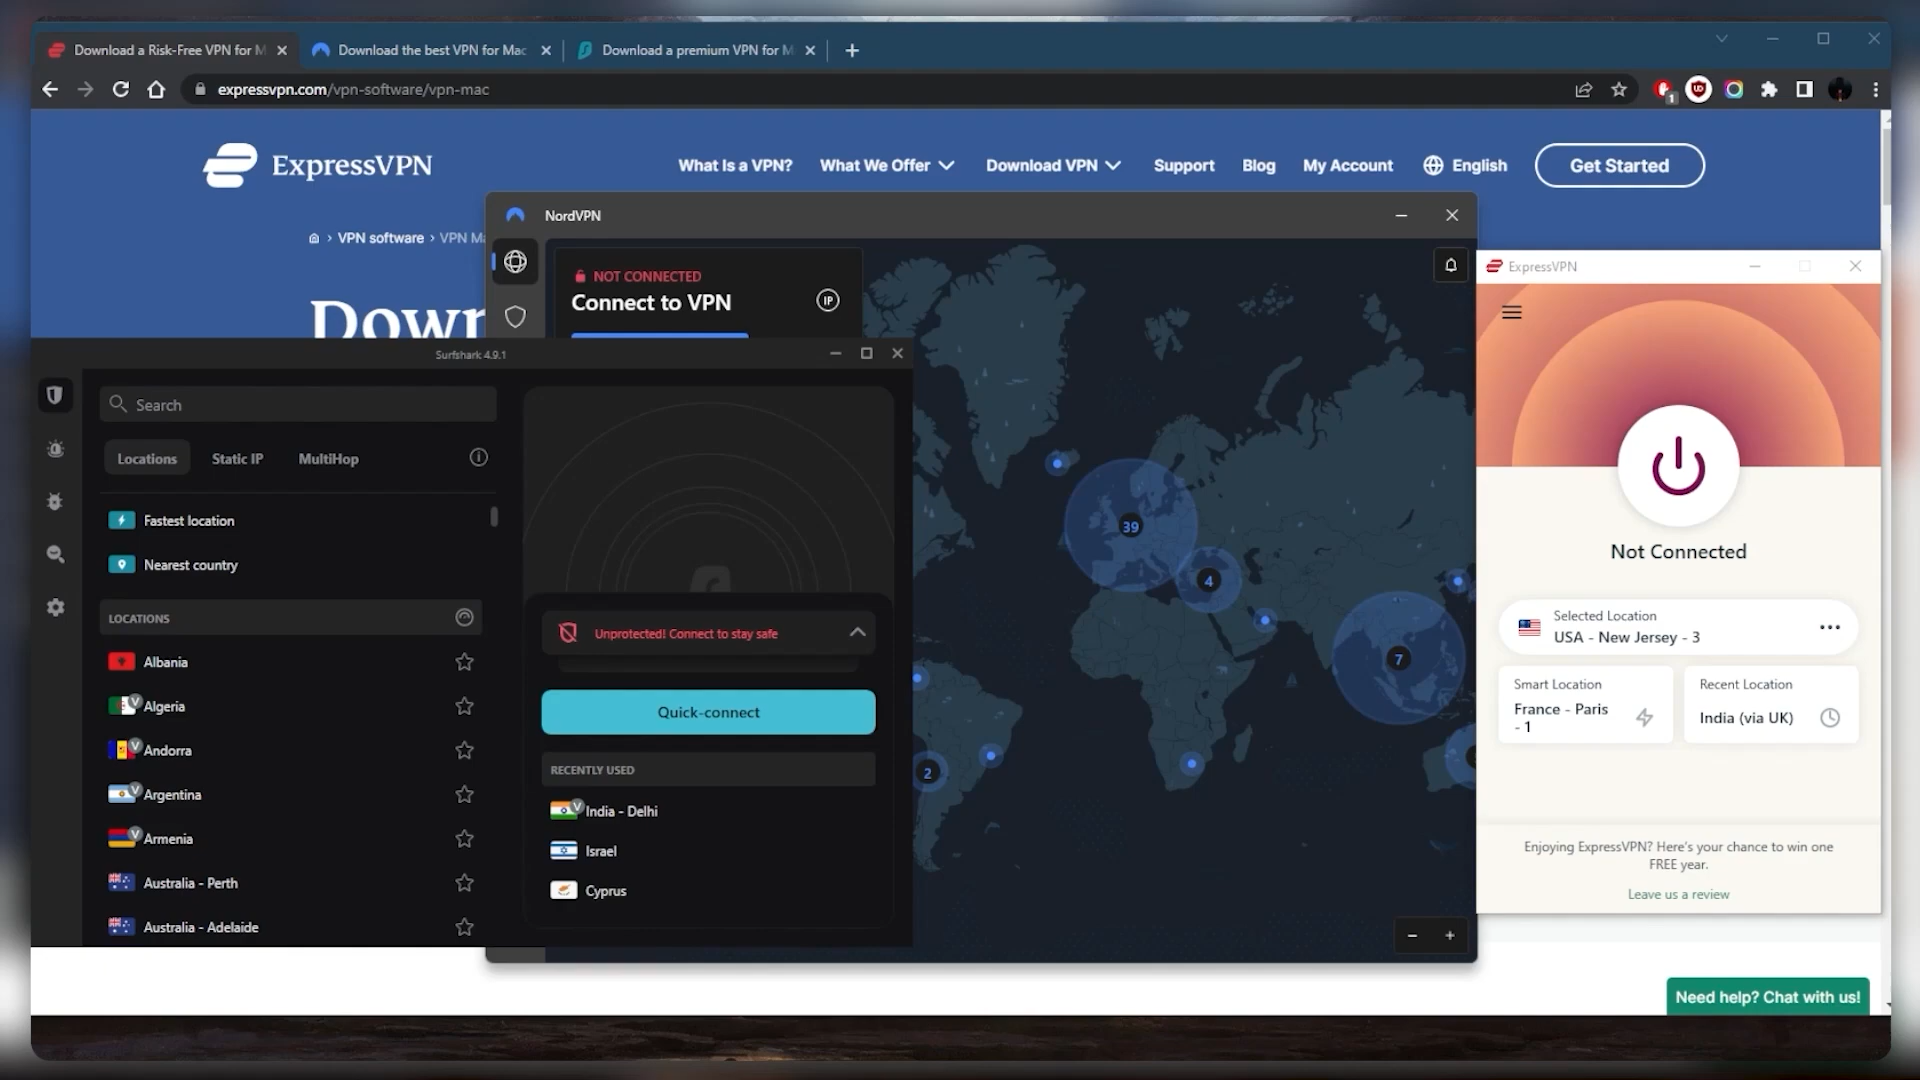 Download a Risk-Free VPN for M
Download the best VPN for Mac
Download a premium VPN for M
expressvpn.com/vpn-software/vpn-mac
1
ExpressVPN
What Is a VPN?
What We Offer
Download VPN
Support
Blog
My Account
English
Get Started
VPN software
VPN M
Down
NordVPN
NOT CONNECTED
Connect to VPN
IP
39
4
7
2
Surfshark 4.9.1
Search
Locations
Static IP
MultiHop
Fastest location
Nearest country
LOCATIONS
Albania
V Algeria
V Andorra
V Argentina
V Armenia
Australia - Perth
Australia - Adelaide
Unprotected! Connect to stay safe
Quick-connect
RECENTLY USED
V India - Delhi
Israel
Cyprus
ExpressVPN
Not Connected
Selected Location
USA - New Jersey - 3
Smart Location
France - Paris
- 1
Recent Location
India (via UK)
Enjoying ExpressVPN? Here's your chance to win one
FREE year.
Leave us a review
Need help? Chat with us!